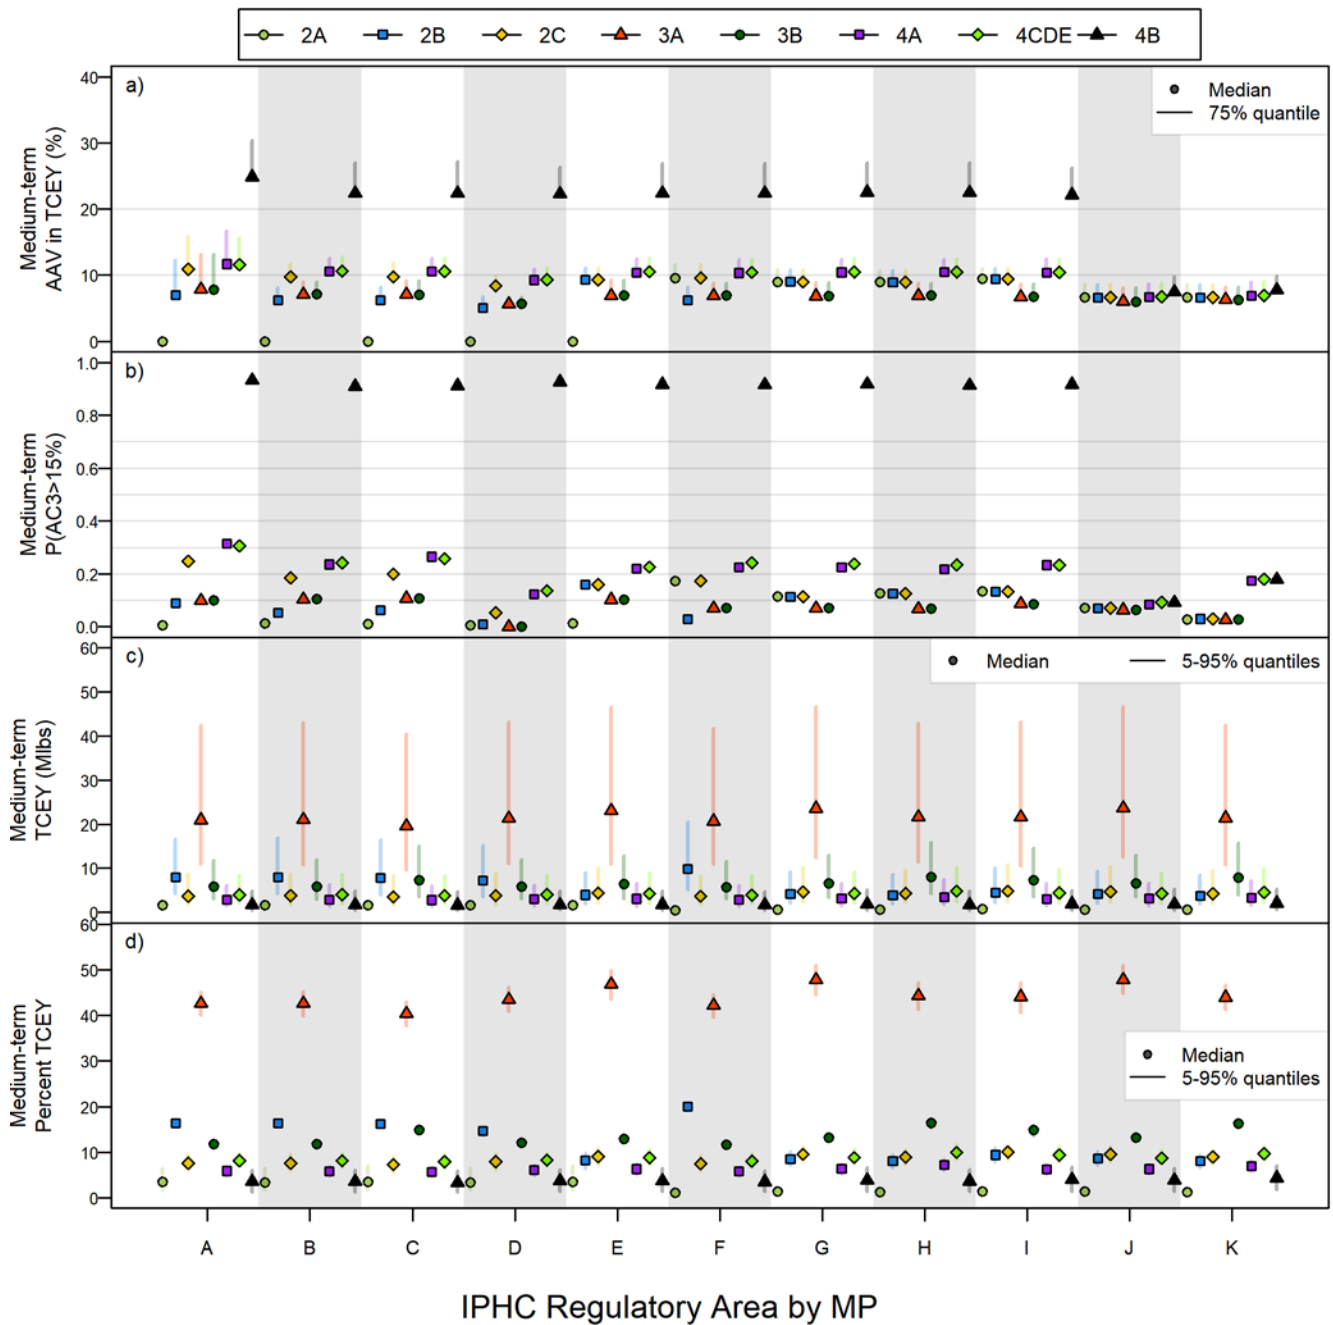 2A 2B 2C 3A 3B 4A 4CDE 4B
a)
Median
75% quantile
Medium-term
AAV in TCEY (%)
40
30
20
10
0
b)
Medium-term
P(AC3>15%)
1.0
0.8
0.6
0.4
0.2
0.0
c)
Median 5-95% quantiles
Medium-term
TCEY (Mlbs)
60
50
40
30
20
10
0
d)
Median
5-95% quantiles
Medium-term
Percent TCEY
60
50
40
30
20
10
0
A B C D E F G H I J K
IPHC Regulatory Area by MP